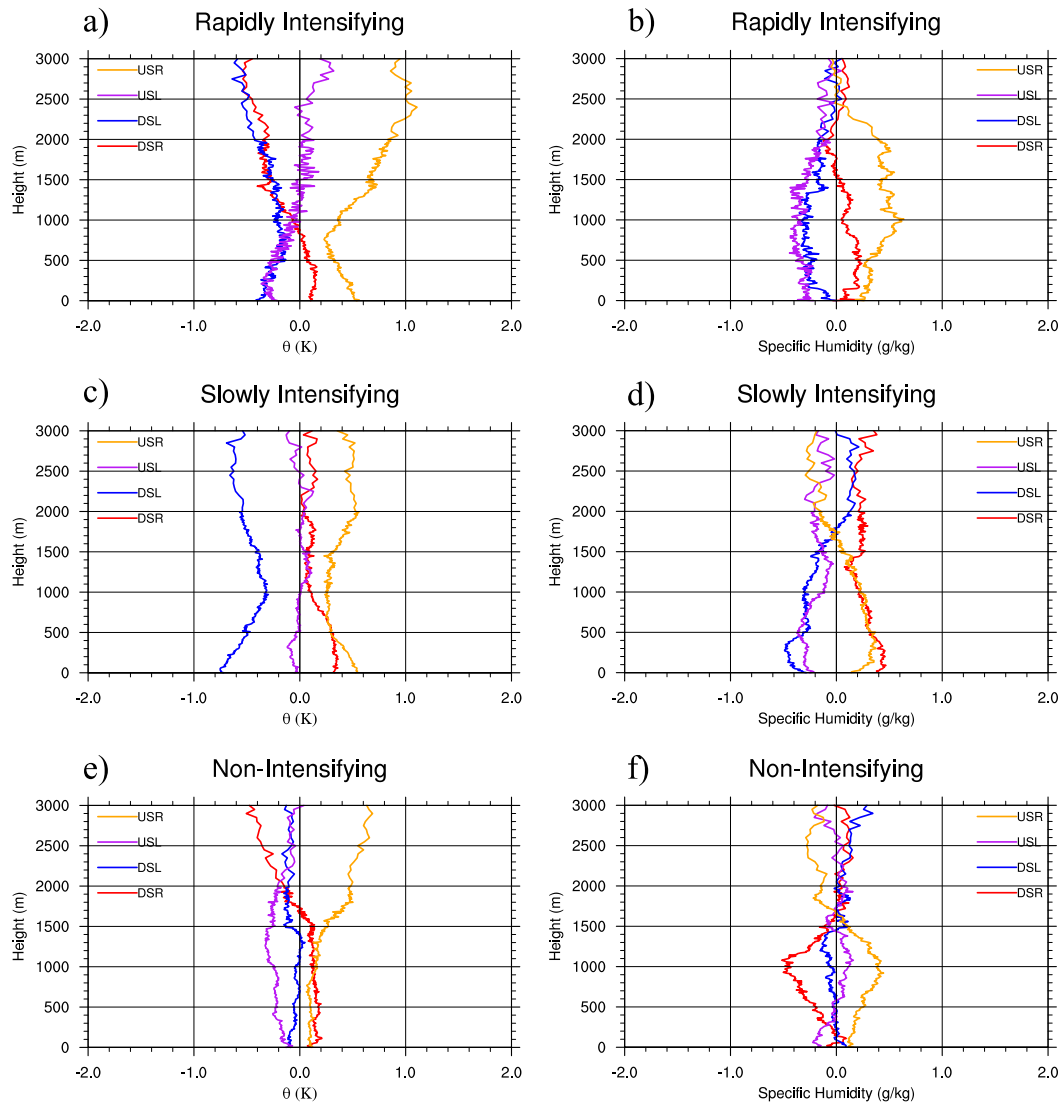 a) Rapidly Intensifying
3000
2500
2000
1500
1000
500
0
Height (m)
USR
USL
DSL
DSR
-2.0 -1.0 0.0 1.0 2.0
θ (K)
b) Rapidly Intensifying
3000
2500
2000
1500
1000
500
0
Height (m)
USR
USL
DSL
DSR
-2.0 -1.0 0.0 1.0 2.0
Specific Humidity (g/kg)
c) Slowly Intensifying
3000
2500
2000
1500
1000
500
0
Height (m)
USR
USL
DSL
DSR
-2.0 -1.0 0.0 1.0 2.0
θ (K)
d) Slowly Intensifying
3000
2500
2000
1500
1000
500
0
Height (m)
USR
USL
DSL
DSR
-2.0 -1.0 0.0 1.0 2.0
Specific Humidity (g/kg)
e) Non-Intensifying
3000
2500
2000
1500
1000
500
0
Height (m)
USR
USL
DSL
DSR
-2.0 -1.0 0.0 1.0 2.0
θ (K)
f) Non-Intensifying
3000
2500
2000
1500
1000
500
0
Height (m)
USR
USL
DSL
DSR
-2.0 -1.0 0.0 1.0 2.0
Specific Humidity (g/kg)